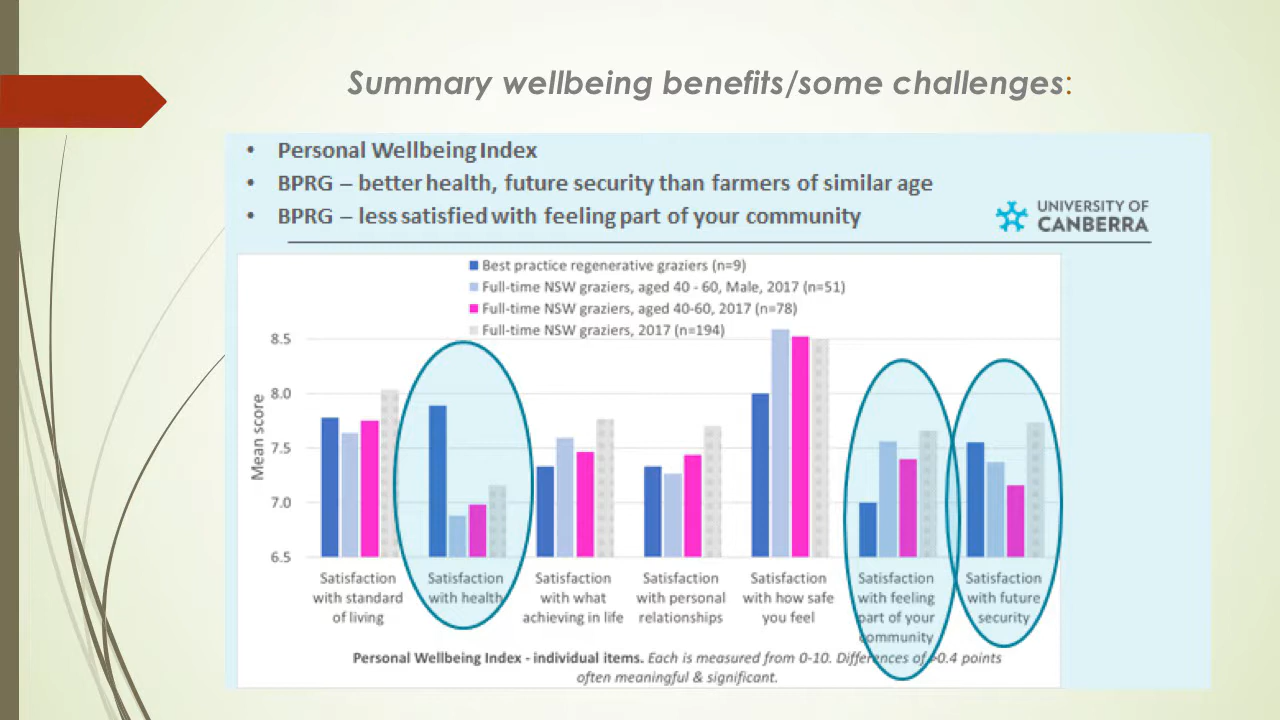 Summary wellbeing benefits/some challenges:
• Personal Wellbeing Index
• BPRG – better health, future security than farmers of similar age
• BPRG – less satisfied with feeling part of your community
UNIVERSITY OF
CANBERRA
Best practice regenerative graziers (n=9)
Full-time NSW graziers, aged 40 - 60, Male, 2017 (n=51)
Full-time NSW graziers, aged 40-60, 2017 (n=78)
Full-time NSW graziers, 2017 (n=194)
Mean score
8.5
8.0
7.5
7.0
6.5
Satisfaction
with standard
of living
Satisfaction
with health
Satisfaction
with what
achieving in life
Satisfaction
with personal
relationships
Satisfaction
with how safe
you feel
Satisfaction
with feeling
part of your
community
Satisfaction
with future
security
Personal Wellbeing Index - individual items. Each is measured from 0-10. Differences of >0.4 points
often meaningful & significant.